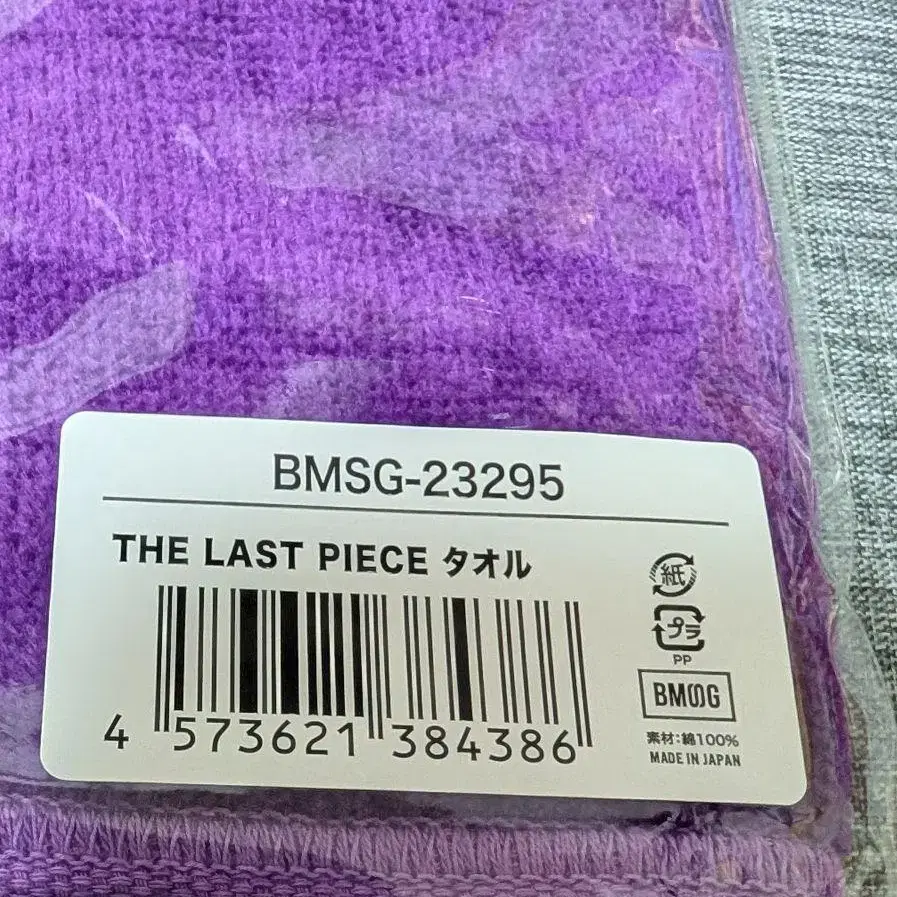 BMSG-23295
THE LAST PIECE タオル
4 573621 384386
紙
プラ
PP
BMSG
素材:綿100%
MADE IN JAPAN